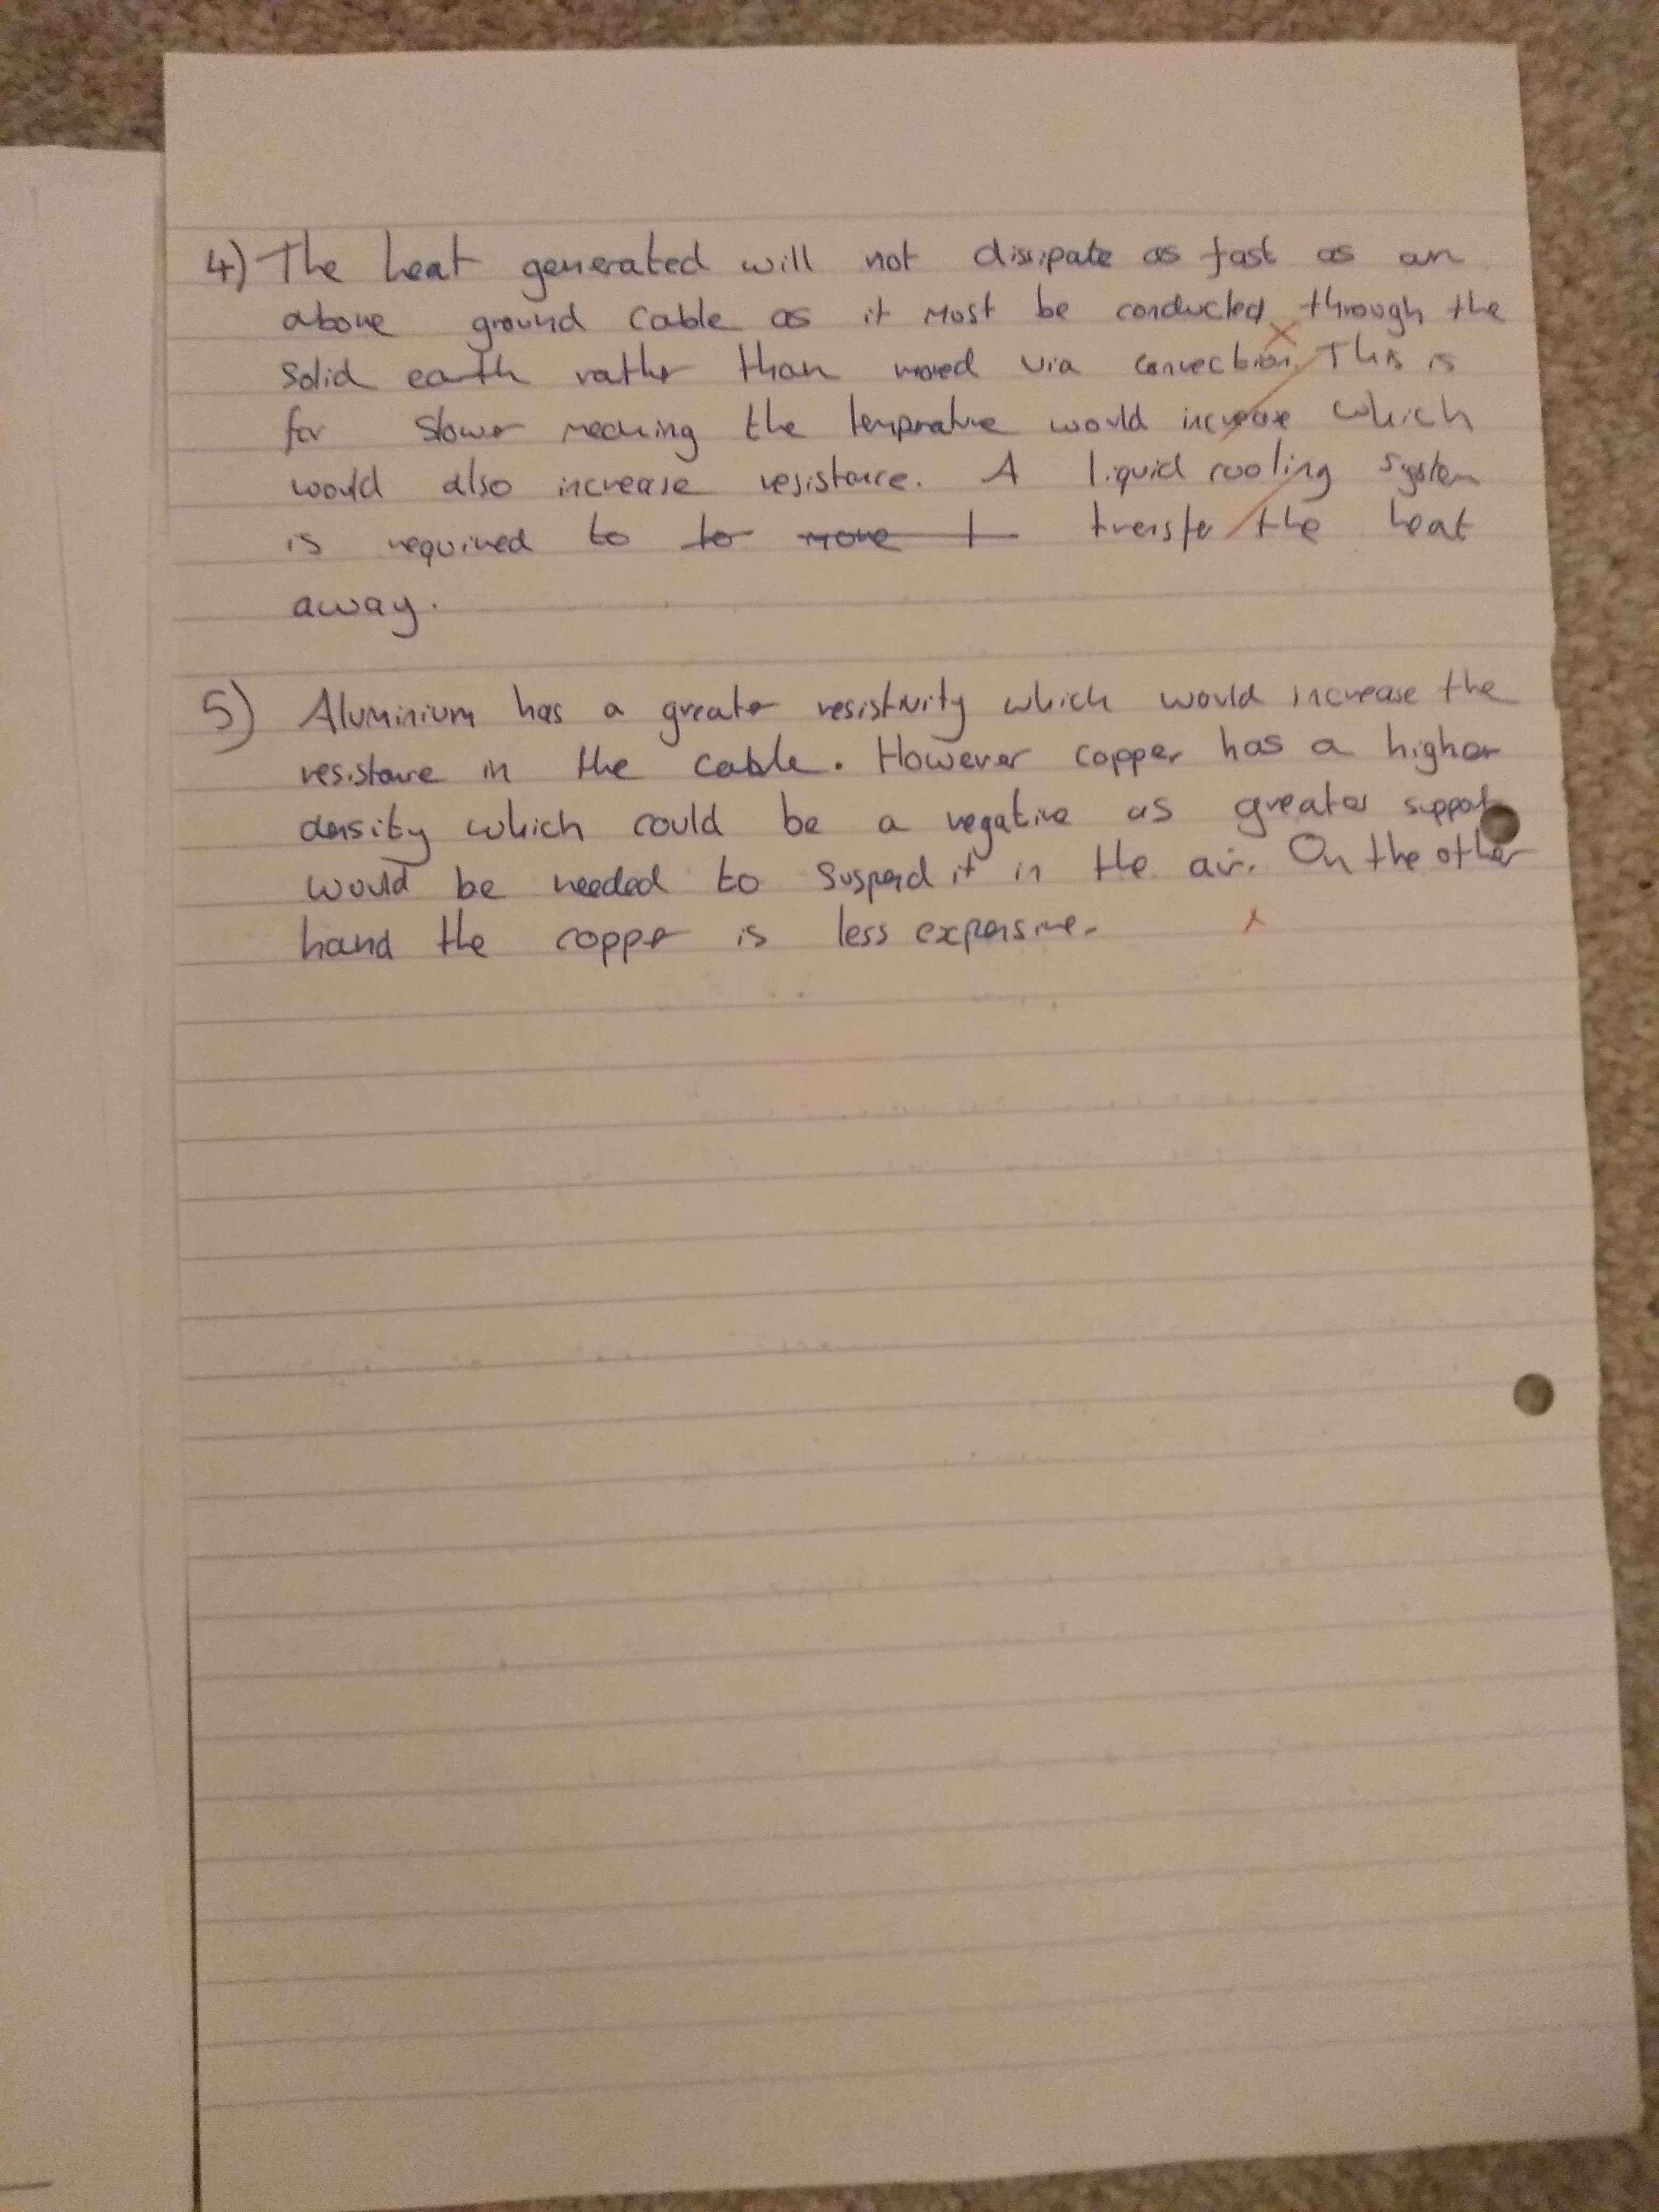 4) The heat generated will not dissipate as fast as an
above ground cable as it most be conducted through the
solid earth rather than moved via convection. This is
far slower meaning the temprature would increase which
would also increase resistance. A liquid cooling system
is required to to move t transfer the heat
away.
5) Aluminium has a greater resistivity which would increase the
resistance in the cable. However copper has a higher
density which could be a negative as greater support
would be needed to suspend it in the air. On the other
hand the copper is less expensive.